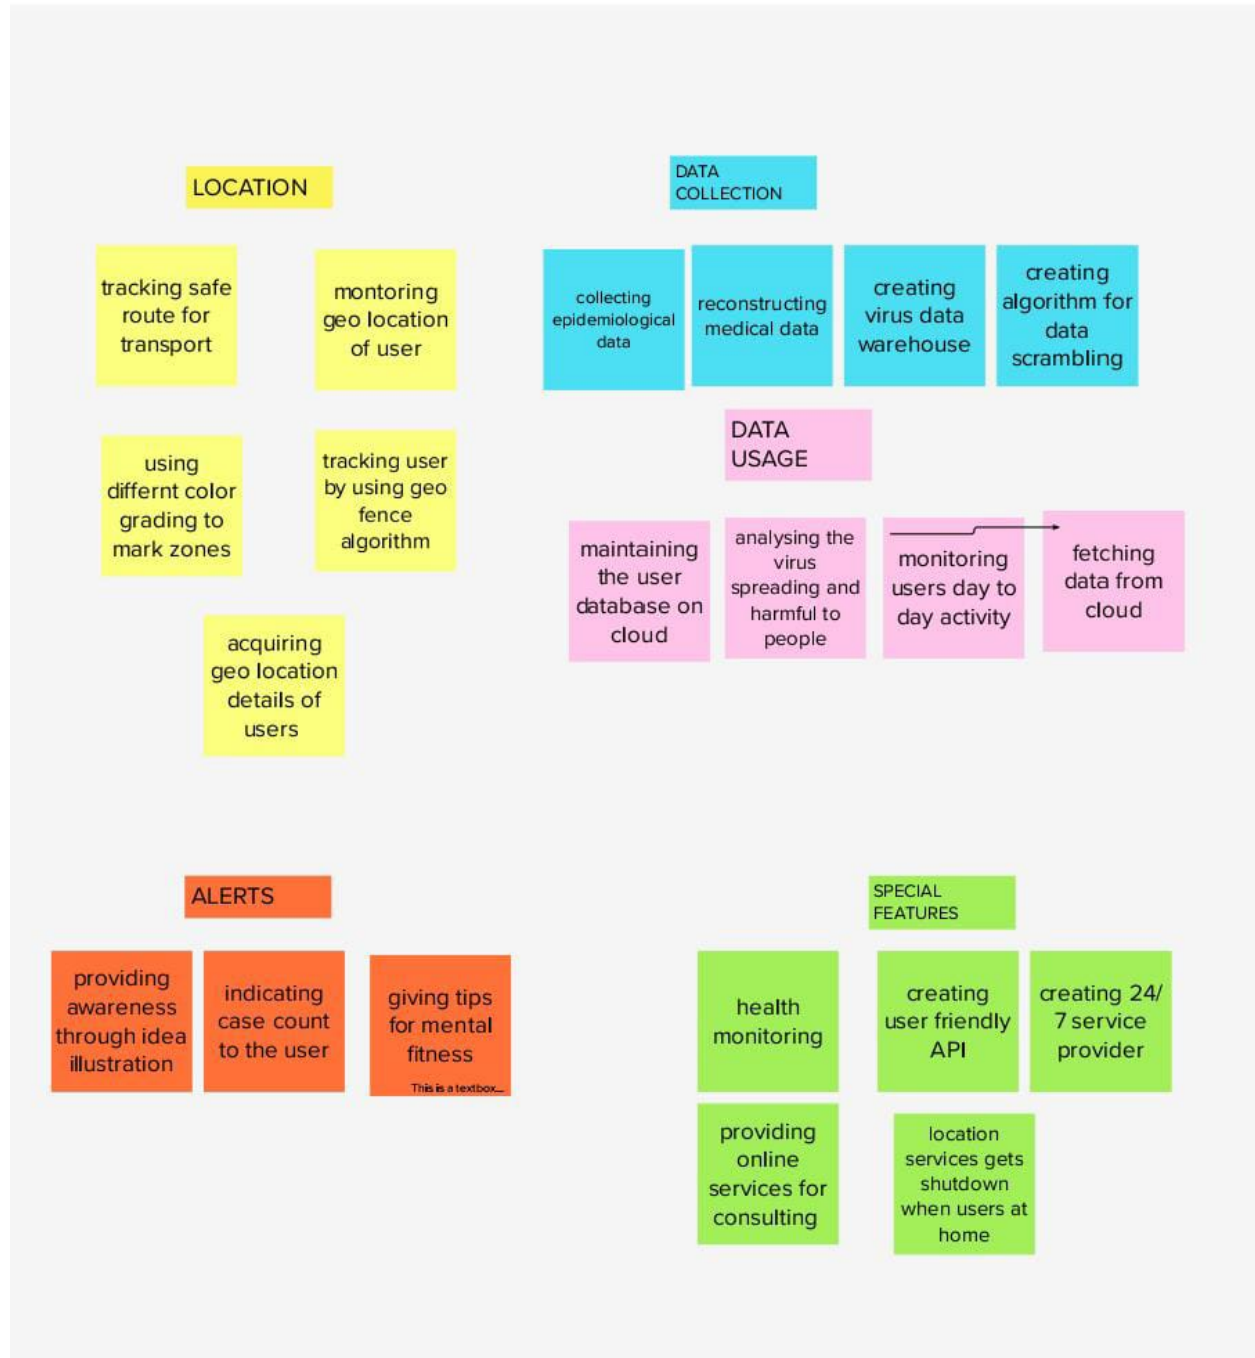 LOCATION
tracking safe
route for
transport
montoring
geo location
of user
using
differnt color
grading to
mark zones
tracking user
by using geo
fence
algorithm
acquiring
geo location
details of
users
DATA
COLLECTION
collecting
epidemiological
data
reconstructing
medical data
creating
virus data
warehouse
creating
algorithm for
data
scrambling
DATA
USAGE
maintaining
the user
database on
cloud
analysing the
virus
spreading and
harmful to
people
monitoring
users day to
day activity
fetching
data from
cloud
ALERTS
providing
awareness
through idea
illustration
indicating
case count
to the user
giving tips
for mental
fitness
This is a textbox...
SPECIAL
FEATURES
health
monitoring
creating
user friendly
API
creating 24/
7 service
provider
providing
online
services for
consulting
location
services gets
shutdown
when users at
home